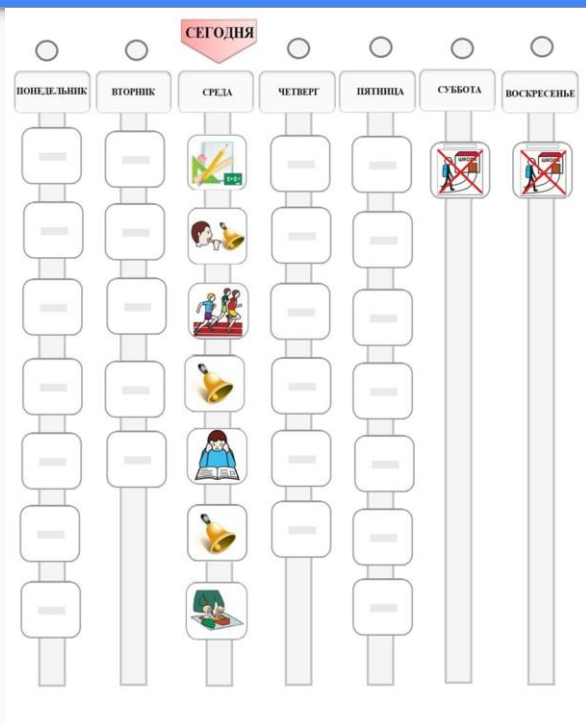 СЕГОДНЯ
ПОНЕДЕЛЬНИК
ВТОРНИК
СРЕДА
ЧЕТВЕРГ
ПЯТНИЦА
СУББОТА
ВОСКРЕСЕНЬЕ